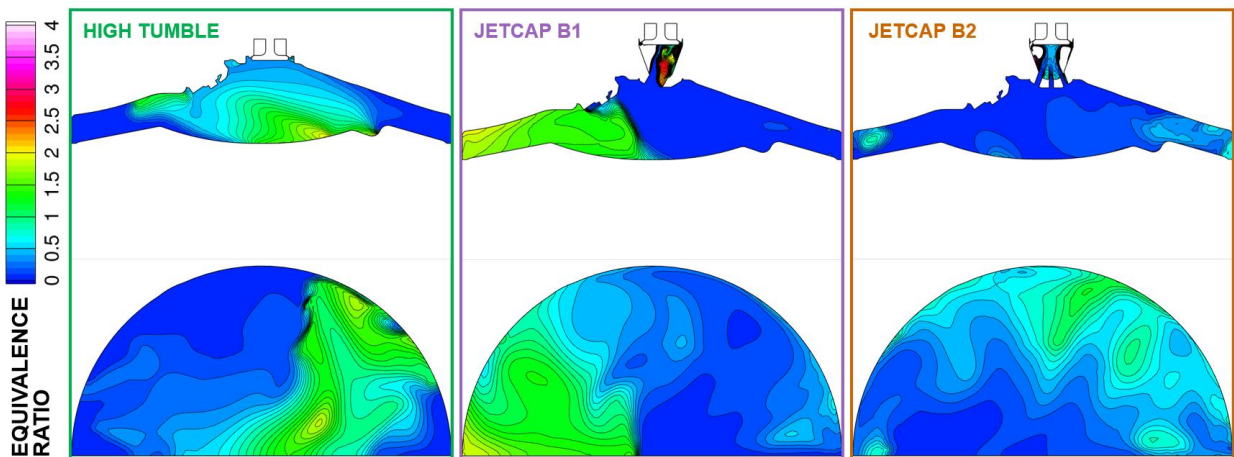 HIGH TUMBLE
JETCAP B1
JETCAP B2
4
3.5
3
2.5
2
1.5
1
0.5
0
EQUIVALENCE
RATIO